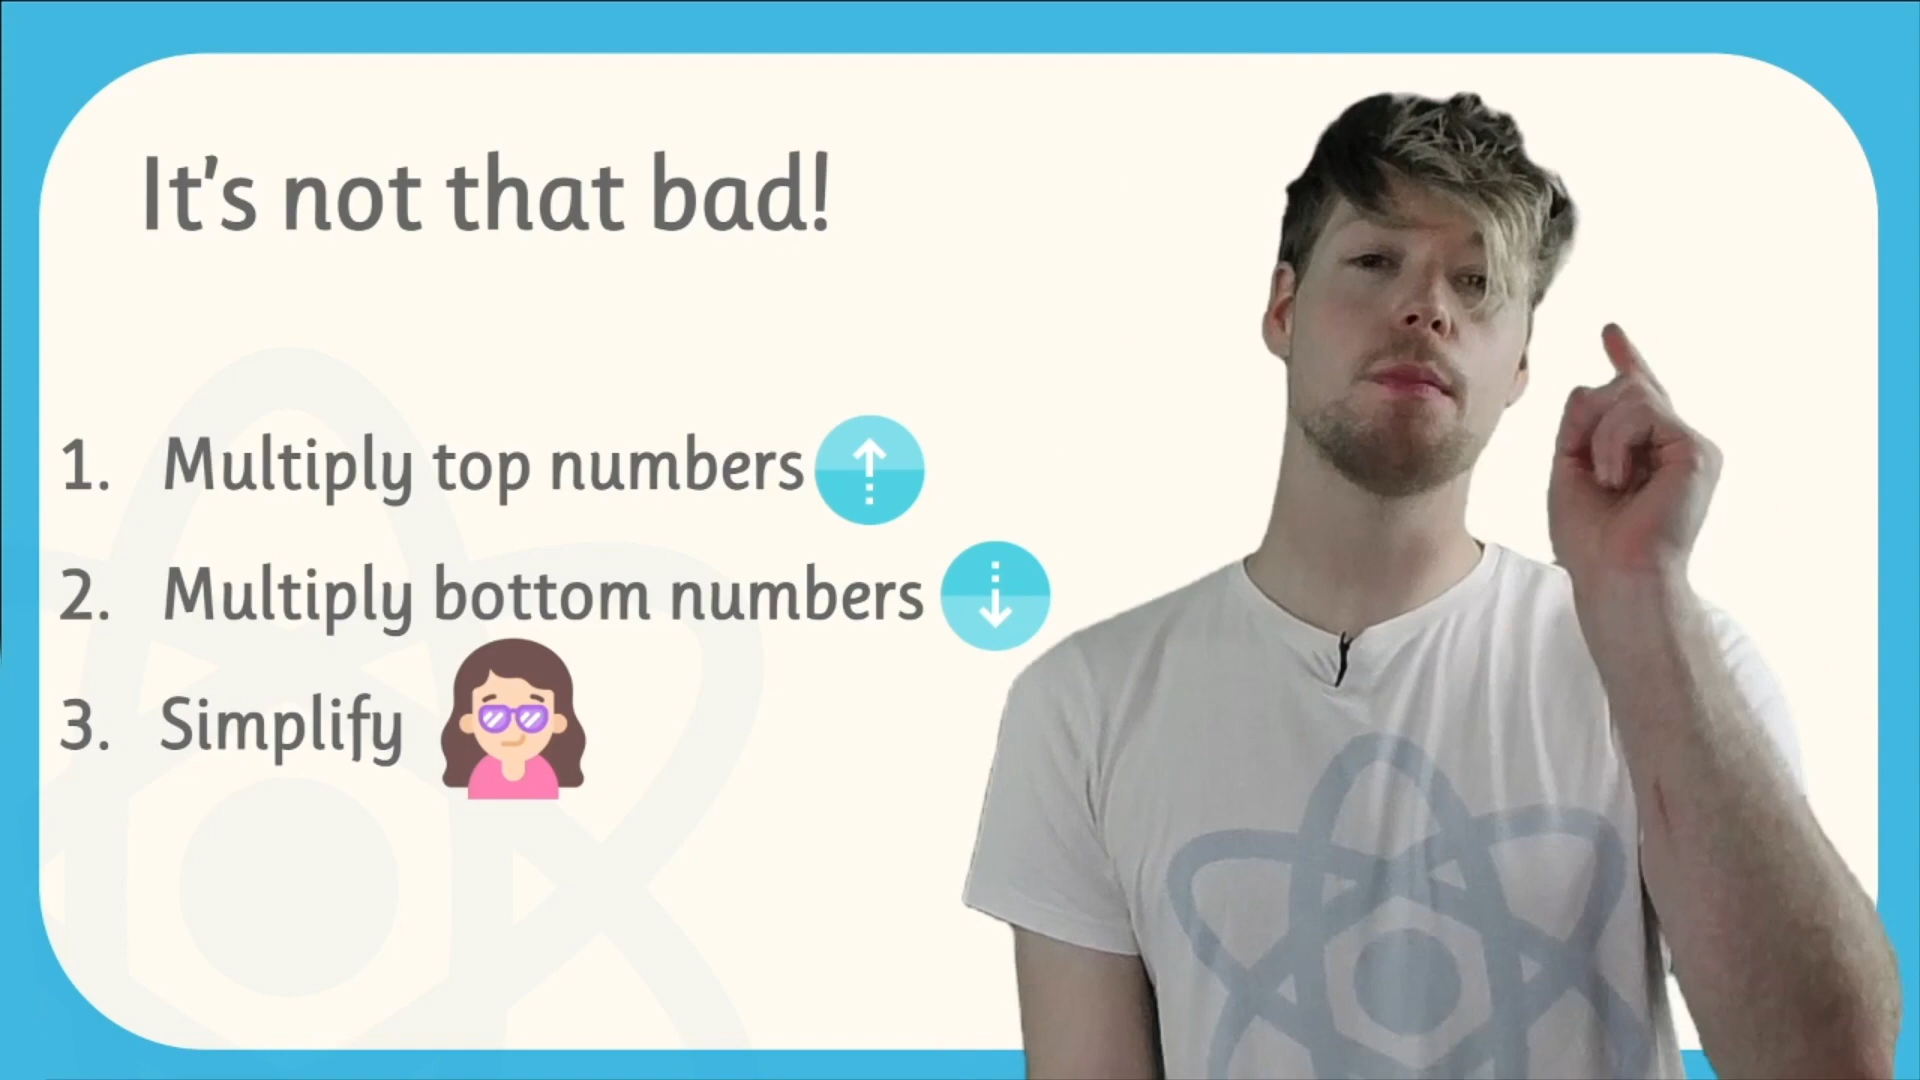 It's not that bad!
1. Multiply top numbers
2. Multiply bottom numbers
3. Simplify